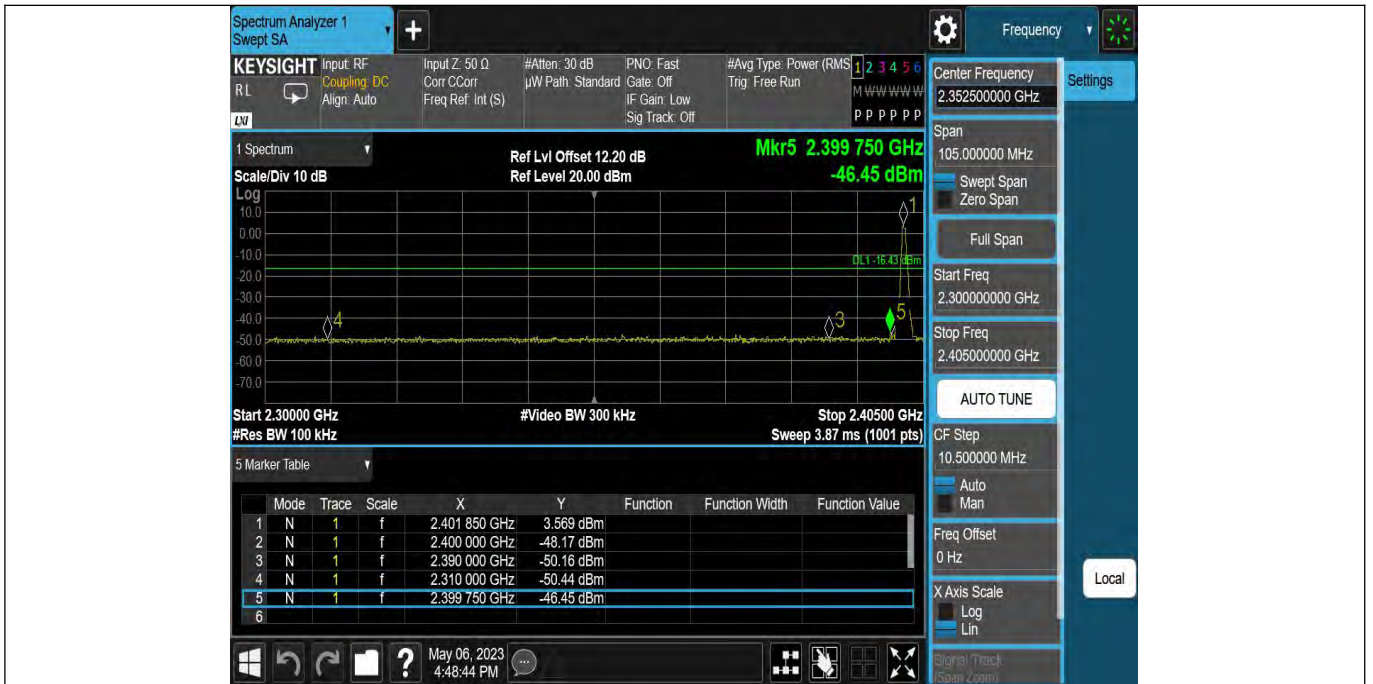 Spectrum Analyzer 1
Swept SA
+
Frequency
KEYSIGHT
RL
LXI
Input: RF
Coupling: DC
Align: Auto
Input Z: 50 Ω
Corr CCorr
Freq Ref: Int (S)
#Atten: 30 dB
µW Path: Standard
PNO: Fast
Gate: Off
IF Gain: Low
Sig Track: Off
#Avg Type: Power (RMS
Trig: Free Run
1 2 3 4 5 6
M W W W W W
P P P P P P
1 Spectrum
Scale/Div 10 dB
Ref Lvl Offset 12.20 dB
Ref Level 20.00 dBm
Mkr5 2.399 750 GHz
-46.45 dBm
Log
10.0
0.00
-10.0
-20.0
-30.0
-40.0
-50.0
-60.0
-70.0
1
DL1 -16.43 dBm
4
3
5
Start 2.30000 GHz
#Video BW 300 kHz
Stop 2.40500 GHz
#Res BW 100 kHz
Sweep 3.87 ms (1001 pts)
5 Marker Table
Mode Trace Scale X Y Function Function Width Function Value
1 N 1 f 2.401 850 GHz 3.569 dBm
2 N 1 f 2.400 000 GHz -48.17 dBm
3 N 1 f 2.390 000 GHz -50.16 dBm
4 N 1 f 2.310 000 GHz -50.44 dBm
5 N 1 f 2.399 750 GHz -46.45 dBm
6
?
May 06, 2023
4:48:44 PM
Center Frequency
2.352500000 GHz
Settings
Span
105.000000 MHz
Swept Span
Zero Span
Full Span
Start Freq
2.300000000 GHz
Stop Freq
2.405000000 GHz
AUTO TUNE
CF Step
10.500000 MHz
Auto
Man
Freq Offset
0 Hz
Local
X Axis Scale
Log
Lin
Signal Track
(Span Zoom)